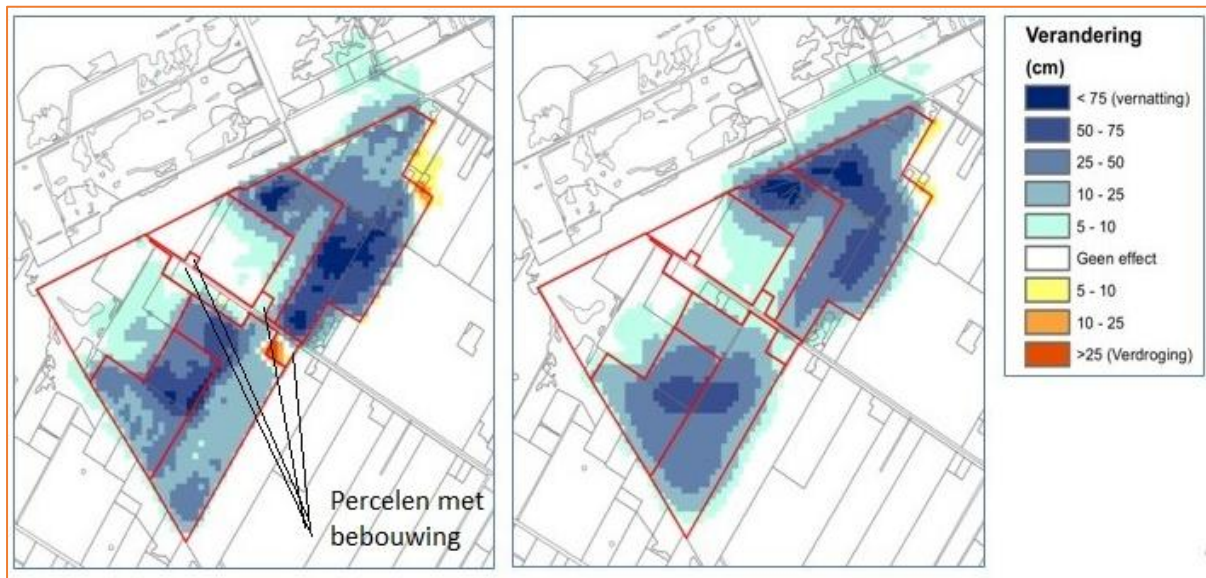 Percelen met
bebouwing
Verandering
(cm)
< 75 (vernatting)
50 - 75
25 - 50
10 - 25
5 - 10
Geen effect
5 - 10
10 - 25
>25 (Verdroging)